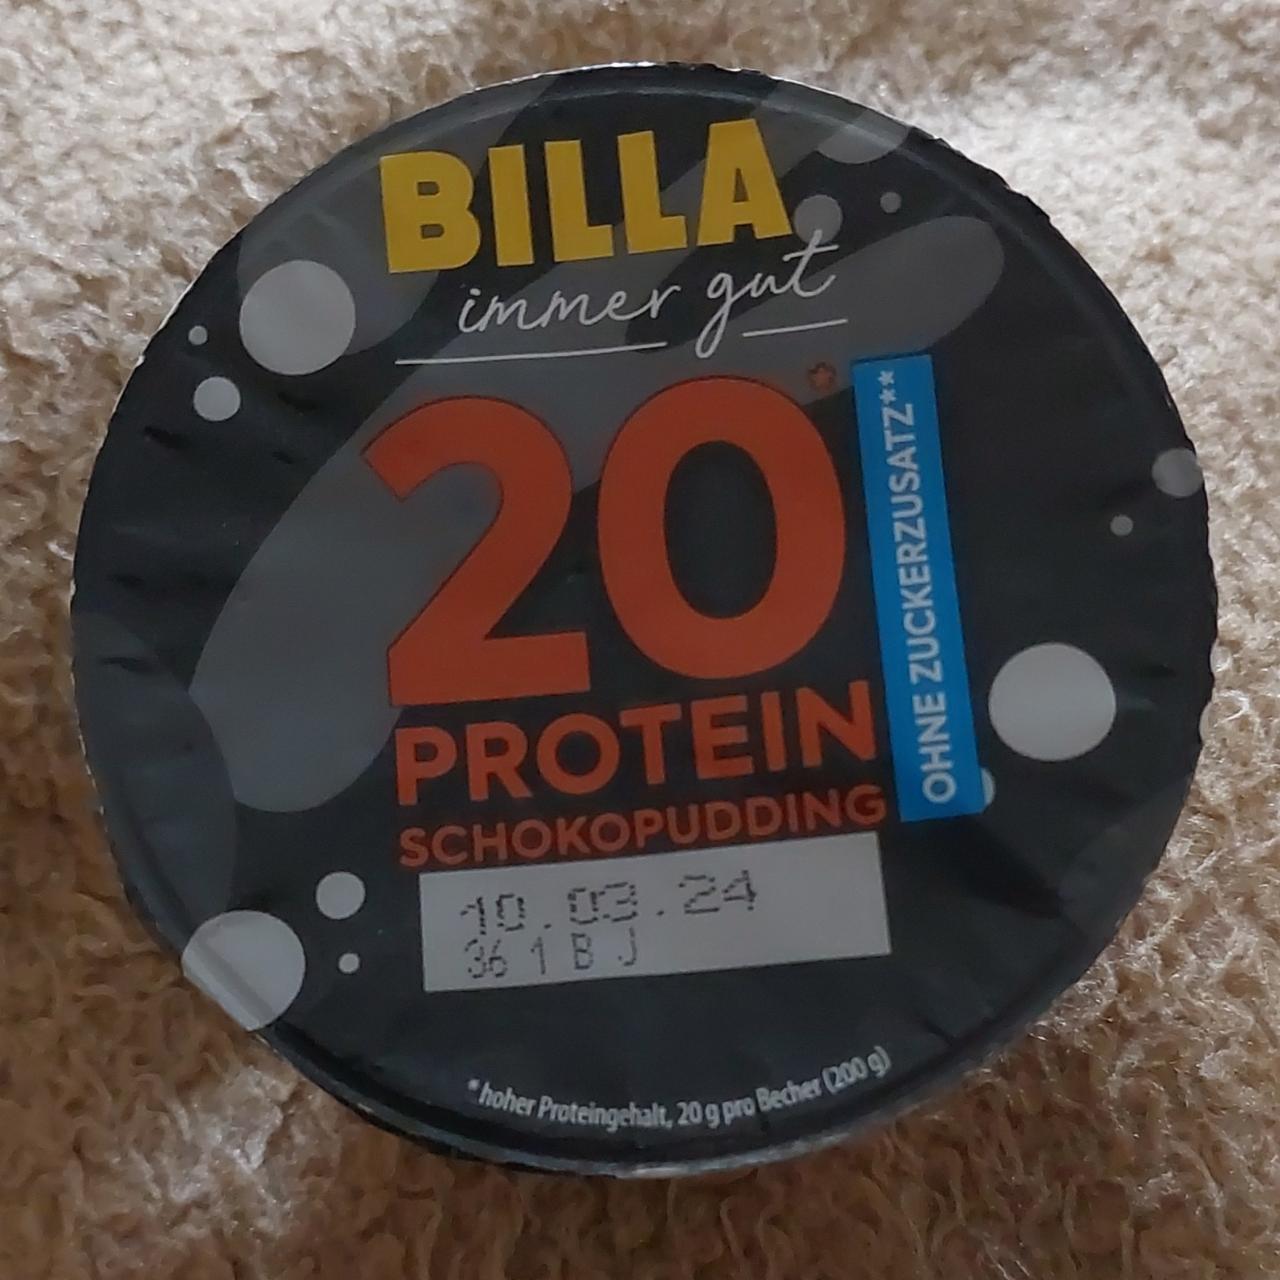 BILLA
immer gut
20*
PROTEIN
SCHOKOPUDDING
OHNE ZUCKERZUSATZ**
10.03.24
36 1 B J
* hoher Proteingehalt, 20 g pro Becher (200 g)